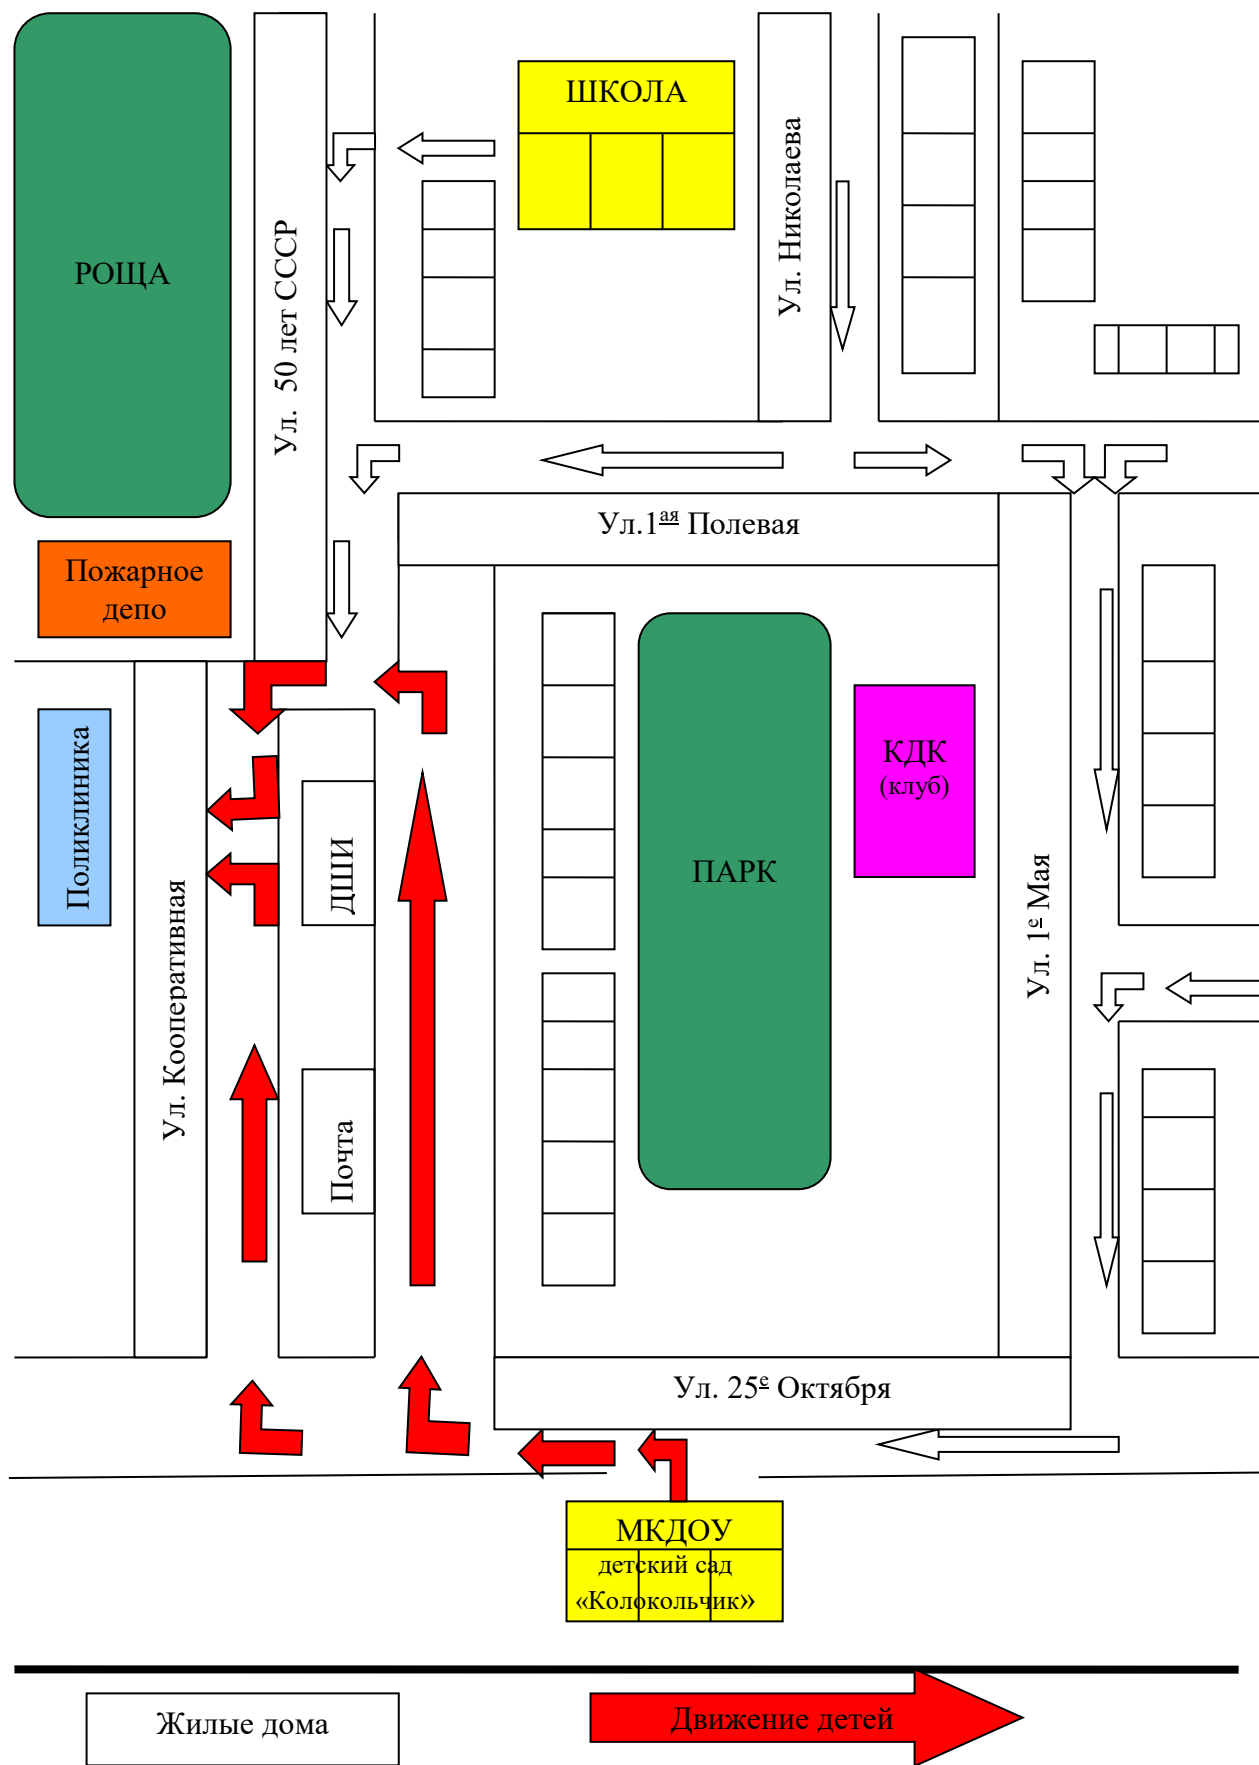 ШКОЛА
Ул. Николаева
РОЩА
Ул. 50 лет СССР
Ул.1ая Полевая
Пожарное
депо
Поликлиника
КДК
(клуб)
ДШИ
ПАРК
Ул. 1е Мая
Ул. Кооперативная
Почта
Ул. 25е Октября
МКДОУ
детский сад
«Колокольчик»
Жилые дома
Движение детей